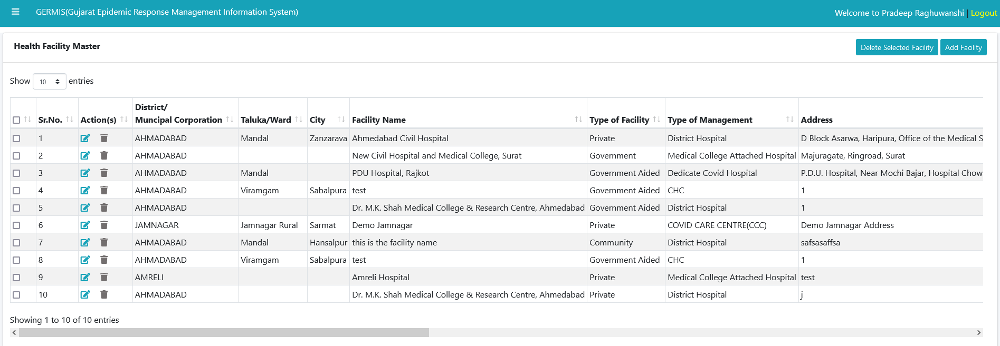 GERMIS(Gujarat Epidemic Response Management Information System)
Welcome to Pradeep Raghuwanshi | Logout
Health Facility Master
Delete Selected Facility
Add Facility
Show 10 entries
District/
Sr.No. Action(s) Muncipal Corporation Taluka/Ward City Facility Name Type of Facility Type of Management Address
1 AHMADABAD Mandal Zanzarava Ahmedabad Civil Hospital Private District Hospital D Block Asarwa, Haripura, Office of the Medical S
2 AHMADABAD New Civil Hospital and Medical College, Surat Government Medical College Attached Hospital Majuragate, Ringroad, Surat
3 AHMADABAD Mandal PDU Hospital, Rajkot Government Aided Dedicate Covid Hospital P.D.U. Hospital, Near Mochi Bajar, Hospital Chow
4 AHMADABAD Viramgam Sabalpura test Government Aided CHC 1
5 AHMADABAD Dr. M.K. Shah Medical College & Research Centre, Ahmedabad Government Aided District Hospital 1
6 JAMNAGAR Jamnagar Rural Sarmat Demo Jamnagar Private COVID CARE CENTRE(CCC) Demo Jamnagar Address
7 AHMADABAD Mandal Hansalpur this is the facility name Community District Hospital safsasaffsa
8 AHMADABAD Viramgam Sabalpura test Government Aided CHC 1
9 AMRELI Amreli Hospital Private Medical College Attached Hospital test
10 AHMADABAD Dr. M.K. Shah Medical College & Research Centre, Ahmedabad Private District Hospital j
Showing 1 to 10 of 10 entries